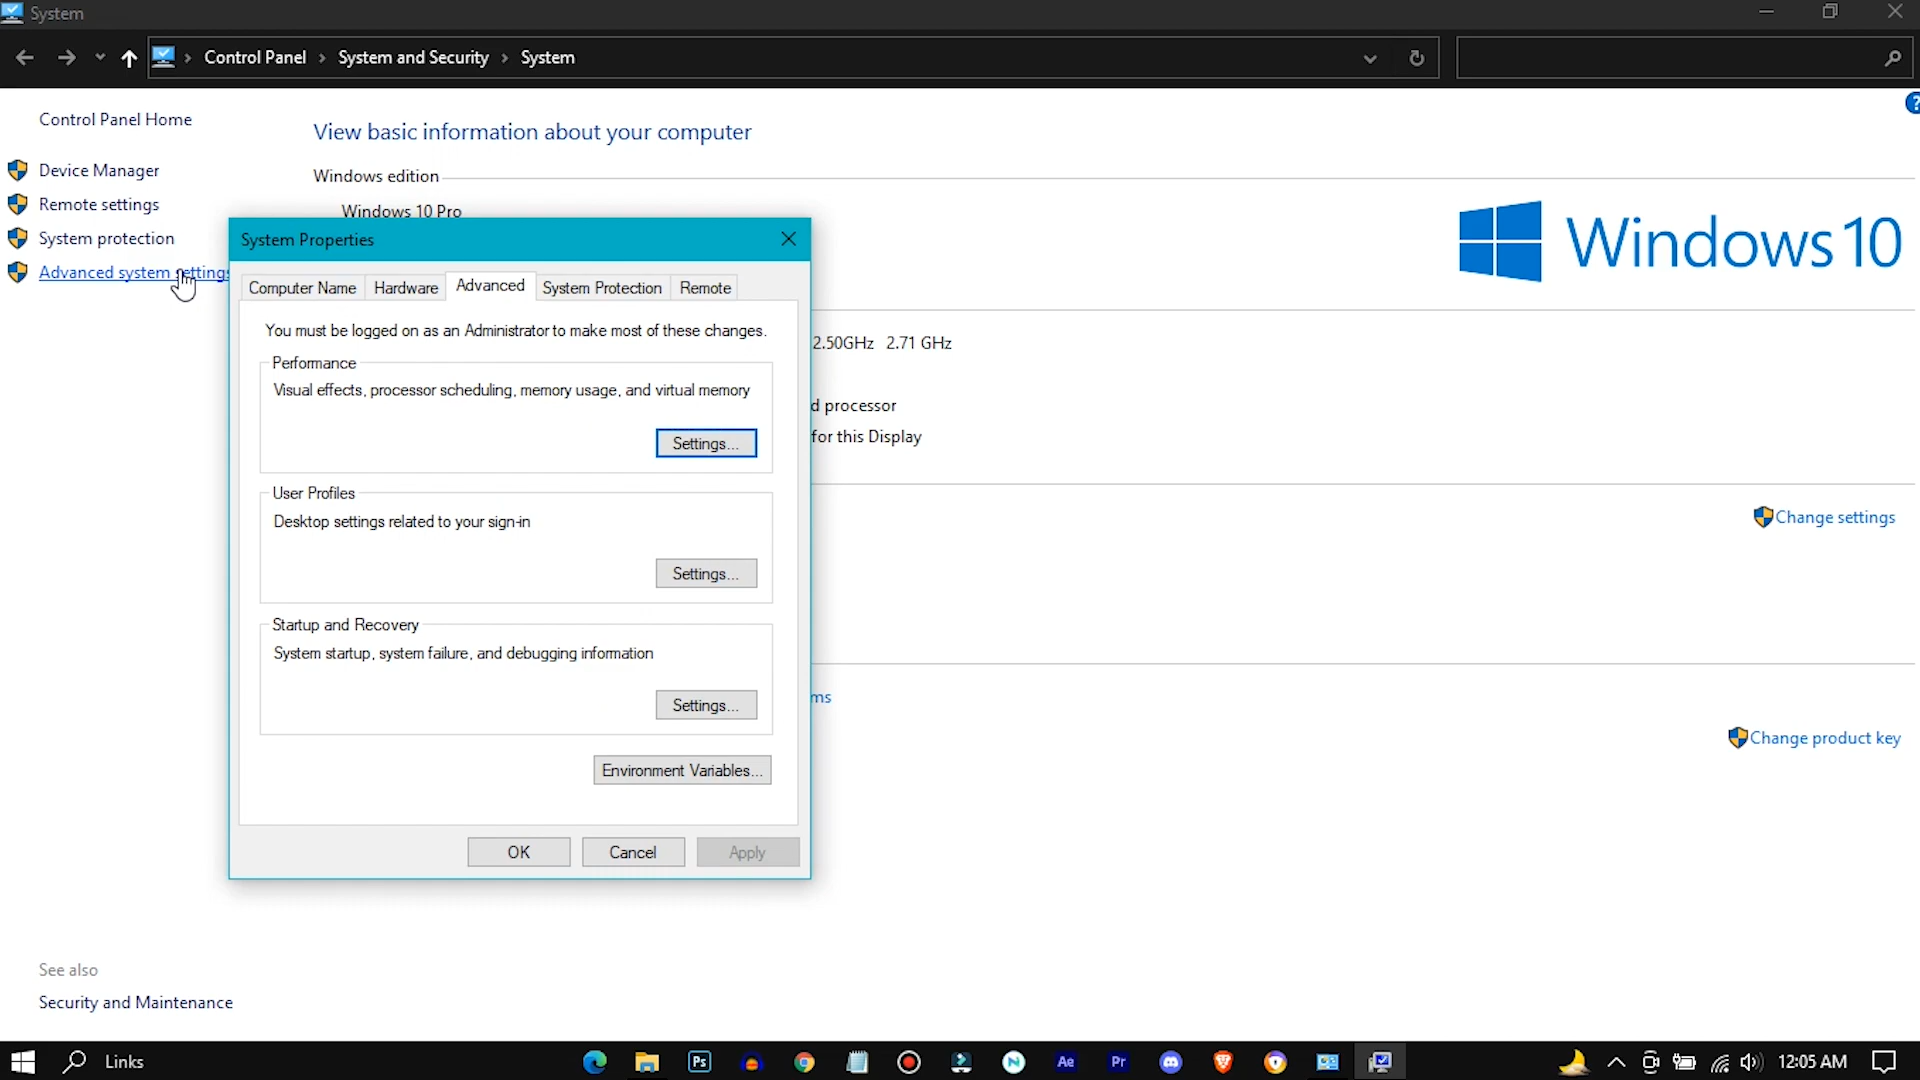 System
Control Panel > System and Security > System
Control Panel Home
Device Manager
Remote settings
System protection
Advanced system settings
View basic information about your computer
Windows edition
Windows 10 Pro
Windows 10
System Properties
Computer Name
Hardware
Advanced
System Protection
Remote
You must be logged on as an Administrator to make most of these changes.
Performance
Visual effects, processor scheduling, memory usage, and virtual memory
Settings...
User Profiles
Desktop settings related to your sign-in
Settings...
Startup and Recovery
System startup, system failure, and debugging information
Settings...
Environment Variables...
OK
Cancel
Apply
2.50GHz 2.71 GHz
d processor
for this Display
Change settings
ms
Change product key
See also
Security and Maintenance
Links
Ps
Ae
Pr
12:05 AM